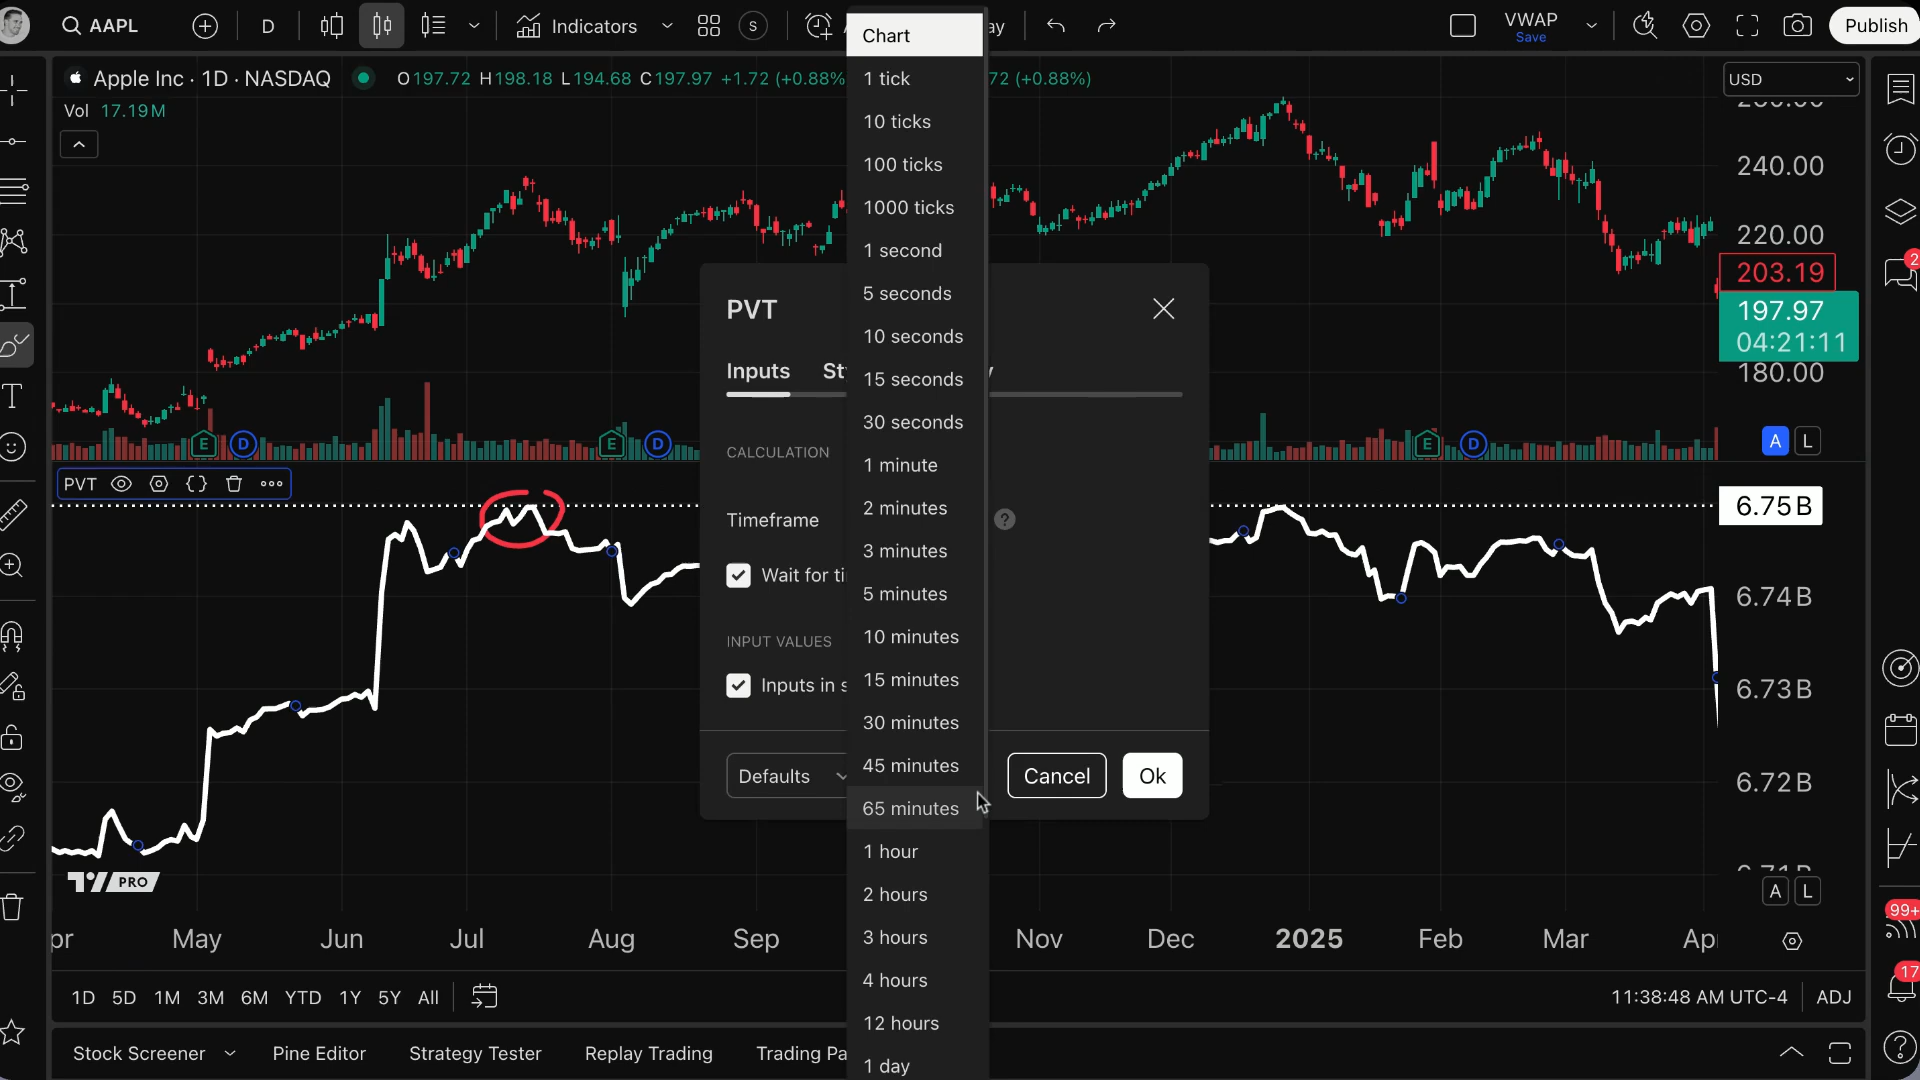 AAPL
D
Indicators
S
ay
VWAP
Save
Publish
Apple Inc · 1D · NASDAQ
O197.72 H198.18 L194.68 C197.97 +1.72 (+0.88%
72 (+0.88%)
USD
Vol 17.19M
Chart
1 tick
10 ticks
100 ticks
1000 ticks
1 second
5 seconds
10 seconds
15 seconds
30 seconds
1 minute
2 minutes
3 minutes
5 minutes
10 minutes
15 minutes
30 minutes
45 minutes
65 minutes
1 hour
2 hours
3 hours
4 hours
12 hours
1 day
240.00
220.00
203.19
197.97
04:21:11
180.00
A L
E D E D E D
PVT
PVT
Inputs
CALCULATION
Timeframe
?
Wait for ti
INPUT VALUES
Inputs in s
Defaults
Cancel
Ok
6.75B
6.74B
6.73B
6.72B
A L
PRO
May Jun Jul Aug Sep Nov Dec 2025 Feb Mar
1D 5D 1M 3M 6M YTD 1Y 5Y All
11:38:48 AM UTC-4
ADJ
Stock Screener
Pine Editor
Strategy Tester
Replay Trading
Trading Pa
2
99+
17